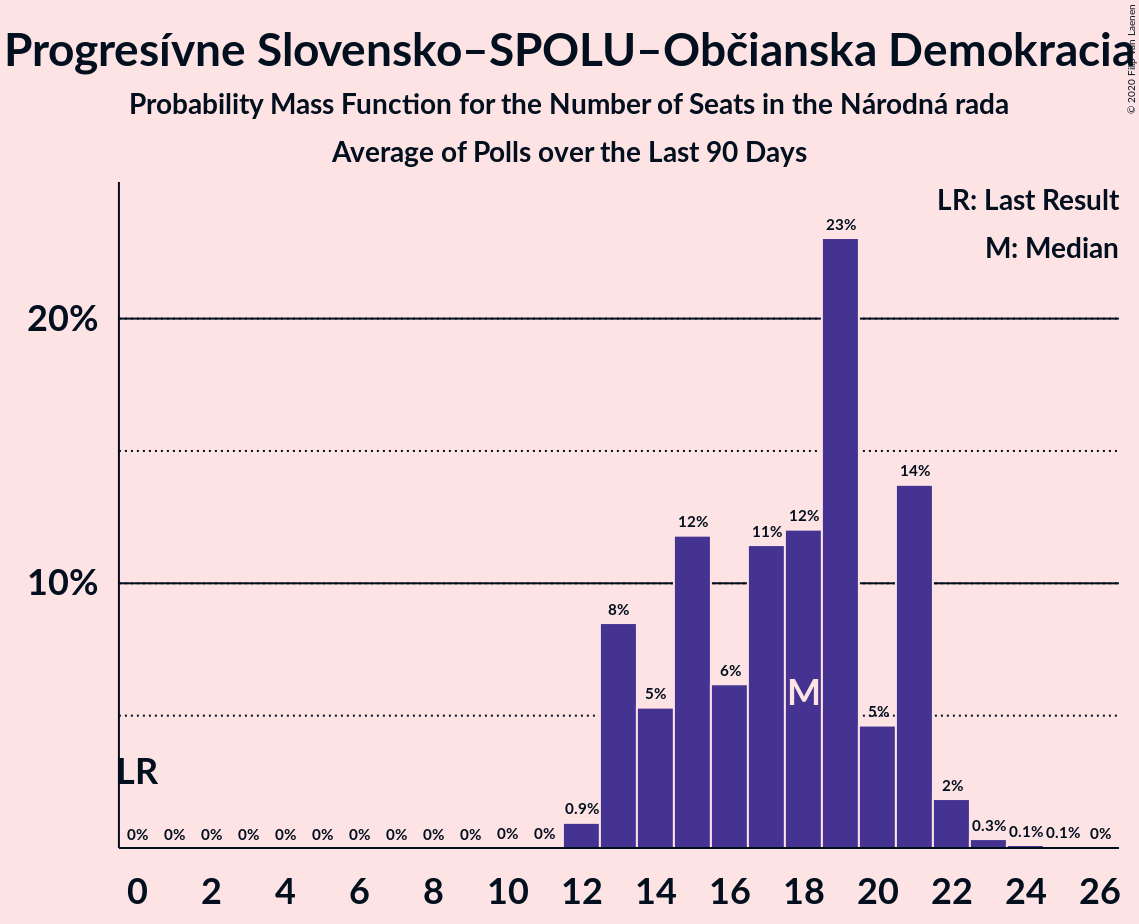 Progresívne Slovensko–SPOLU–Občianska Demokracia
Probability Mass Function for the Number of Seats in the Národná rada
Average of Polls over the Last 90 Days
© 2020 Filip van Laenen
LR: Last Result
M: Median
20%
10%
0% 0% 0% 0% 0% 0% 0% 0% 0% 0% 0% 0% 0.9% 8% 5% 12% 6% 11% 12% 23% 5% 14% 2% 0.3% 0.1% 0.1% 0%
LR
M
0 2 4 6 8 10 12 14 16 18 20 22 24 26